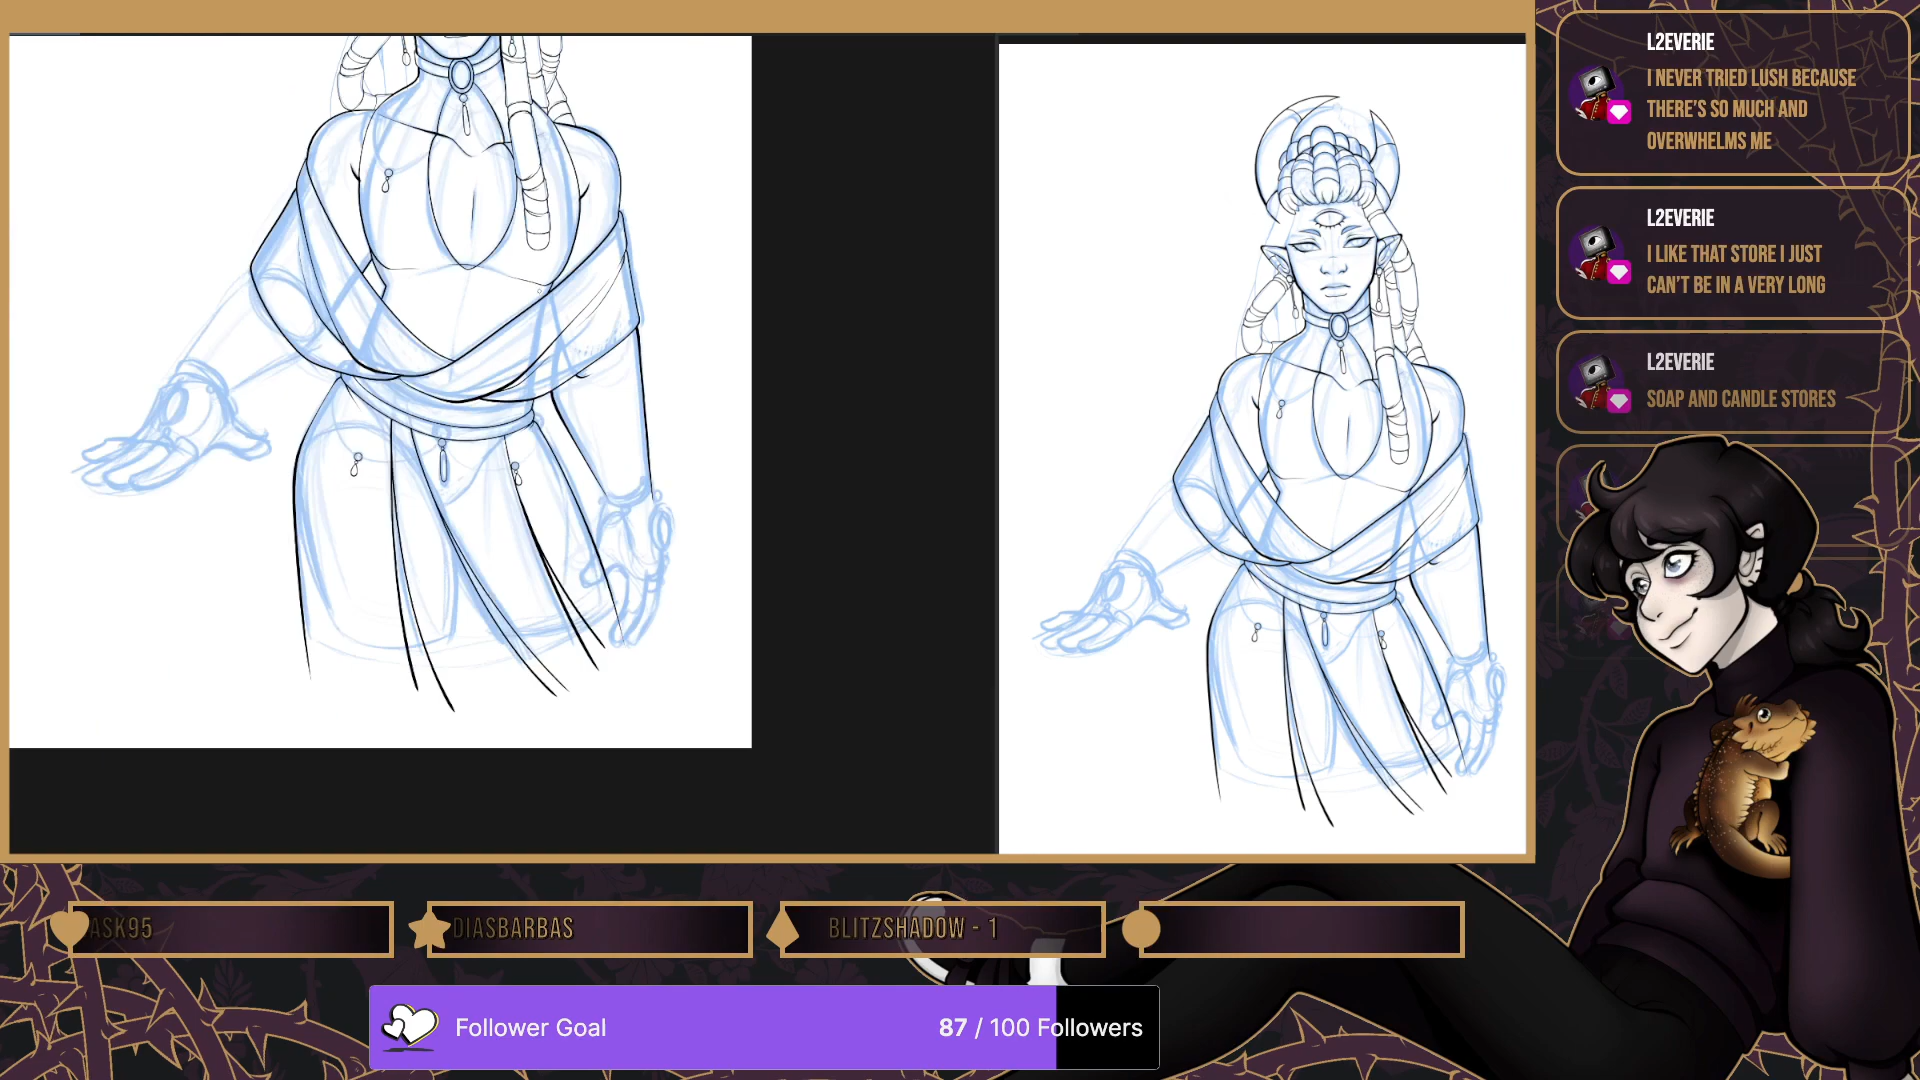 L2EVERIE
I NEVER TRIED LUSH BECAUSE
THERE'S SO MUCH AND
OVERWHELMS ME
L2EVERIE
I LIKE THAT STORE I JUST
CAN'T BE IN A VERY LONG
L2EVERIE
SOAP AND CANDLE STORES
ASK95
DIASBARBAS
BLITZSHADOW - 1
Follower Goal
87 / 100 Followers